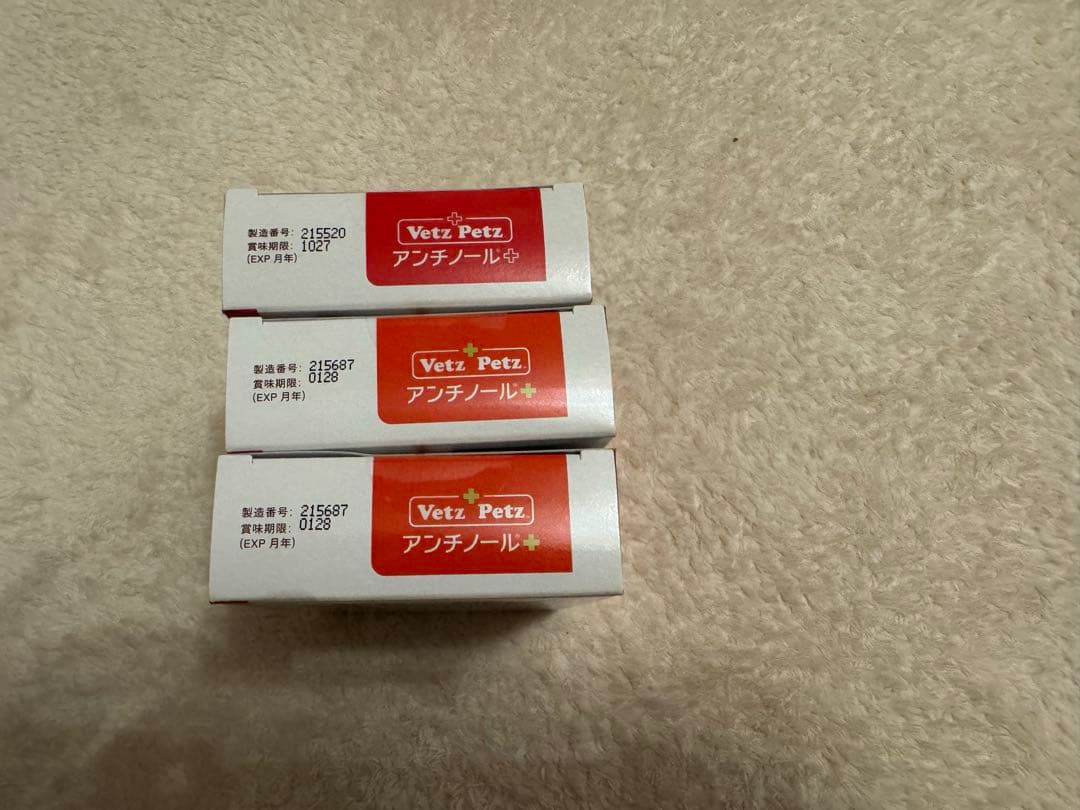 製造番号: 215520
賞味期限: 1027
(EXP 月年)
Vetz Petz
アンチノール
製造番号: 215687
賞味期限: 0128
(EXP 月年)
Vetz Petz
アンチノール
製造番号: 215687
賞味期限: 0128
(EXP 月年)
Vetz Petz
アンチノール